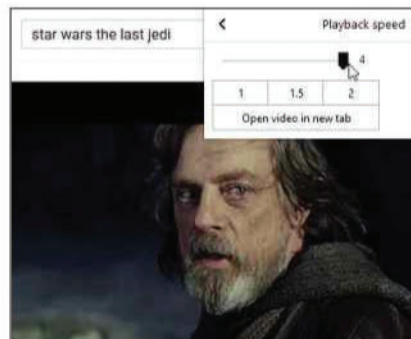 star wars the last jedi
Playback speed
4
1 1.5 2
Open video in new tab